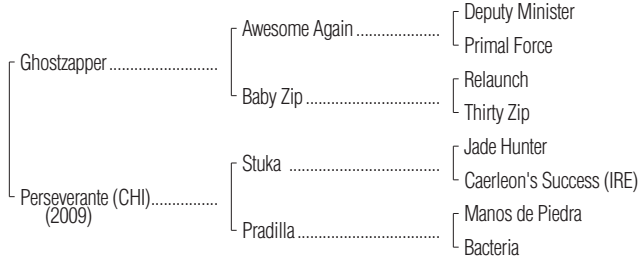 Deputy Minister
Awesome Again ....................
Primal Force
Ghostzapper ..........................
Relaunch
Baby Zip ................................
Thirty Zip
Jade Hunter
Stuka ....................................
Caerleon's Success (IRE)
Perseverante (CHI)................
(2009)
Manos de Piedra
Pradilla..................................
Bacteria